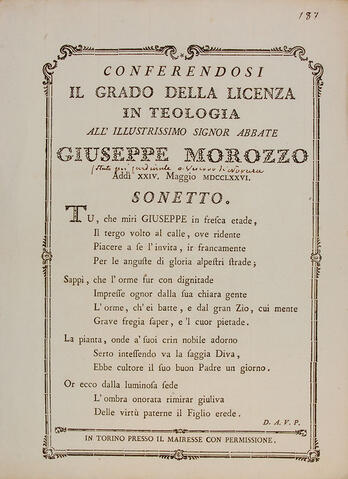 187
CONFERENDOSI
IL GRADO DELLA LICENZA
IN TEOLOGIA
ALL' ILLUSTRISSIMO SIGNOR ABBATE
GIUSEPPE MOROZZO
(stato poi Cardinale e Vescovo di Novara
Addì XXIV. Maggio MDCCLXXVI.
SONETTO.
TU, che miri GIUSEPPE in fresca etade,
Il tergo volto al calle, ove ridente
Piacere a se l'invita, ir francamente
Per le anguste di gloria alpestri strade;
Sappi, che l'orme fur con dignitade
Impresse ognor dalla sua chiara gente
L'orme, ch'ei batte, e dal gran Zio, cui mente
Grave fregia saper, e 'l cuor pietade.
La pianta, onde a' suoi crin nobile adorno
Serto intessendo va la saggia Diva,
Ebbe cultore il suo buon Padre un giorno.
Or ecco dalla luminosa sede
L'ombra onorata rimirar giuliva
Delle virtù paterne il Figlio erede.
D. A. V. P.
IN TORINO PRESSO IL MAIRESSE CON PERMISSIONE.